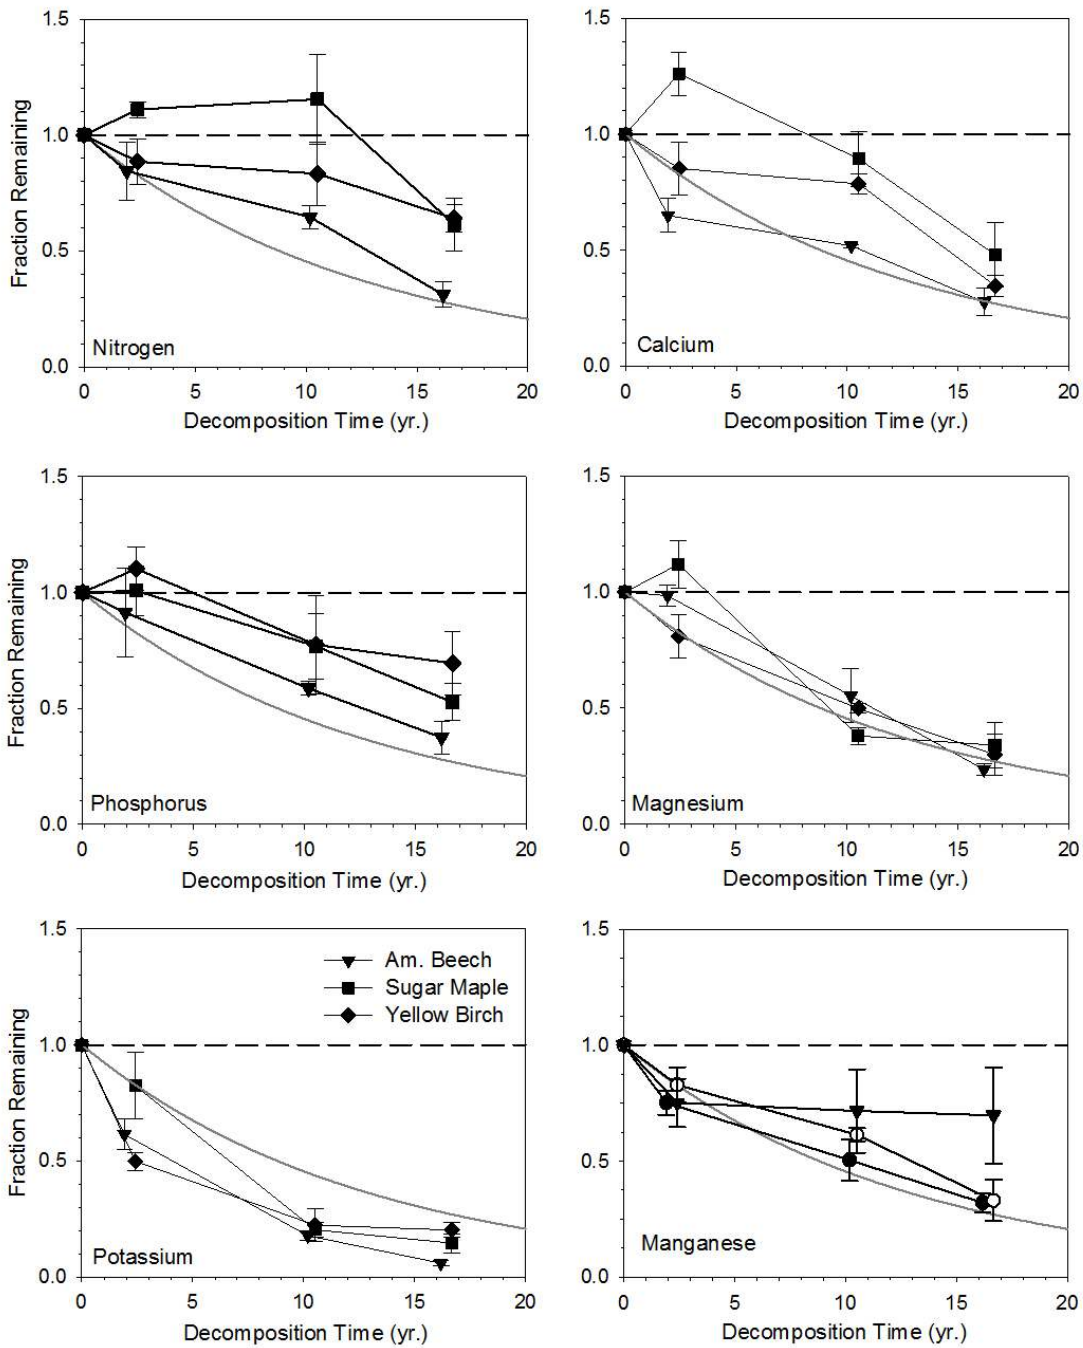 1.5
1.0
0.5
0.0
Fraction Remaining
Nitrogen
0 5 10 15 20
Decomposition Time (yr.)
1.5
1.0
0.5
0.0
Calcium
0 5 10 15 20
Decomposition Time (yr.)
1.5
1.0
0.5
0.0
Fraction Remaining
Phosphorus
0 5 10 15 20
Decomposition Time (yr.)
1.5
1.0
0.5
0.0
Magnesium
0 5 10 15 20
Decomposition Time (yr.)
1.5
1.0
0.5
0.0
Fraction Remaining
Am. Beech
Sugar Maple
Yellow Birch
Potassium
0 5 10 15 20
Decomposition Time (yr.)
1.5
1.0
0.5
0.0
Manganese
0 5 10 15 20
Decomposition Time (yr.)